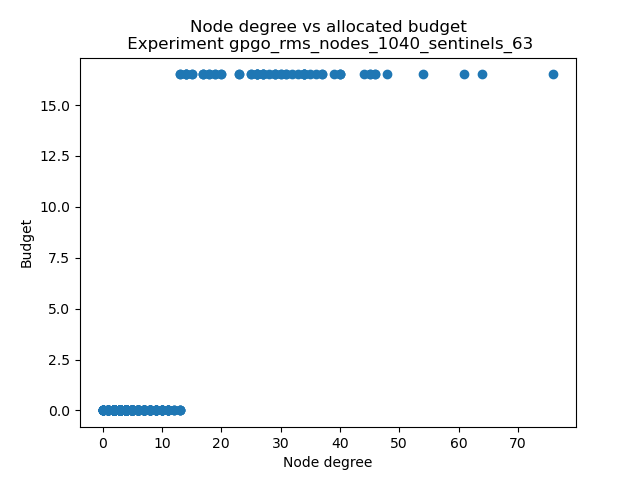 Node degree vs allocated budget
Experiment gpgo_rms_nodes_1040_sentinels_63
15.0
12.5
10.0
7.5
5.0
2.5
0.0
Budget
0 10 20 30 40 50 60 70
Node degree